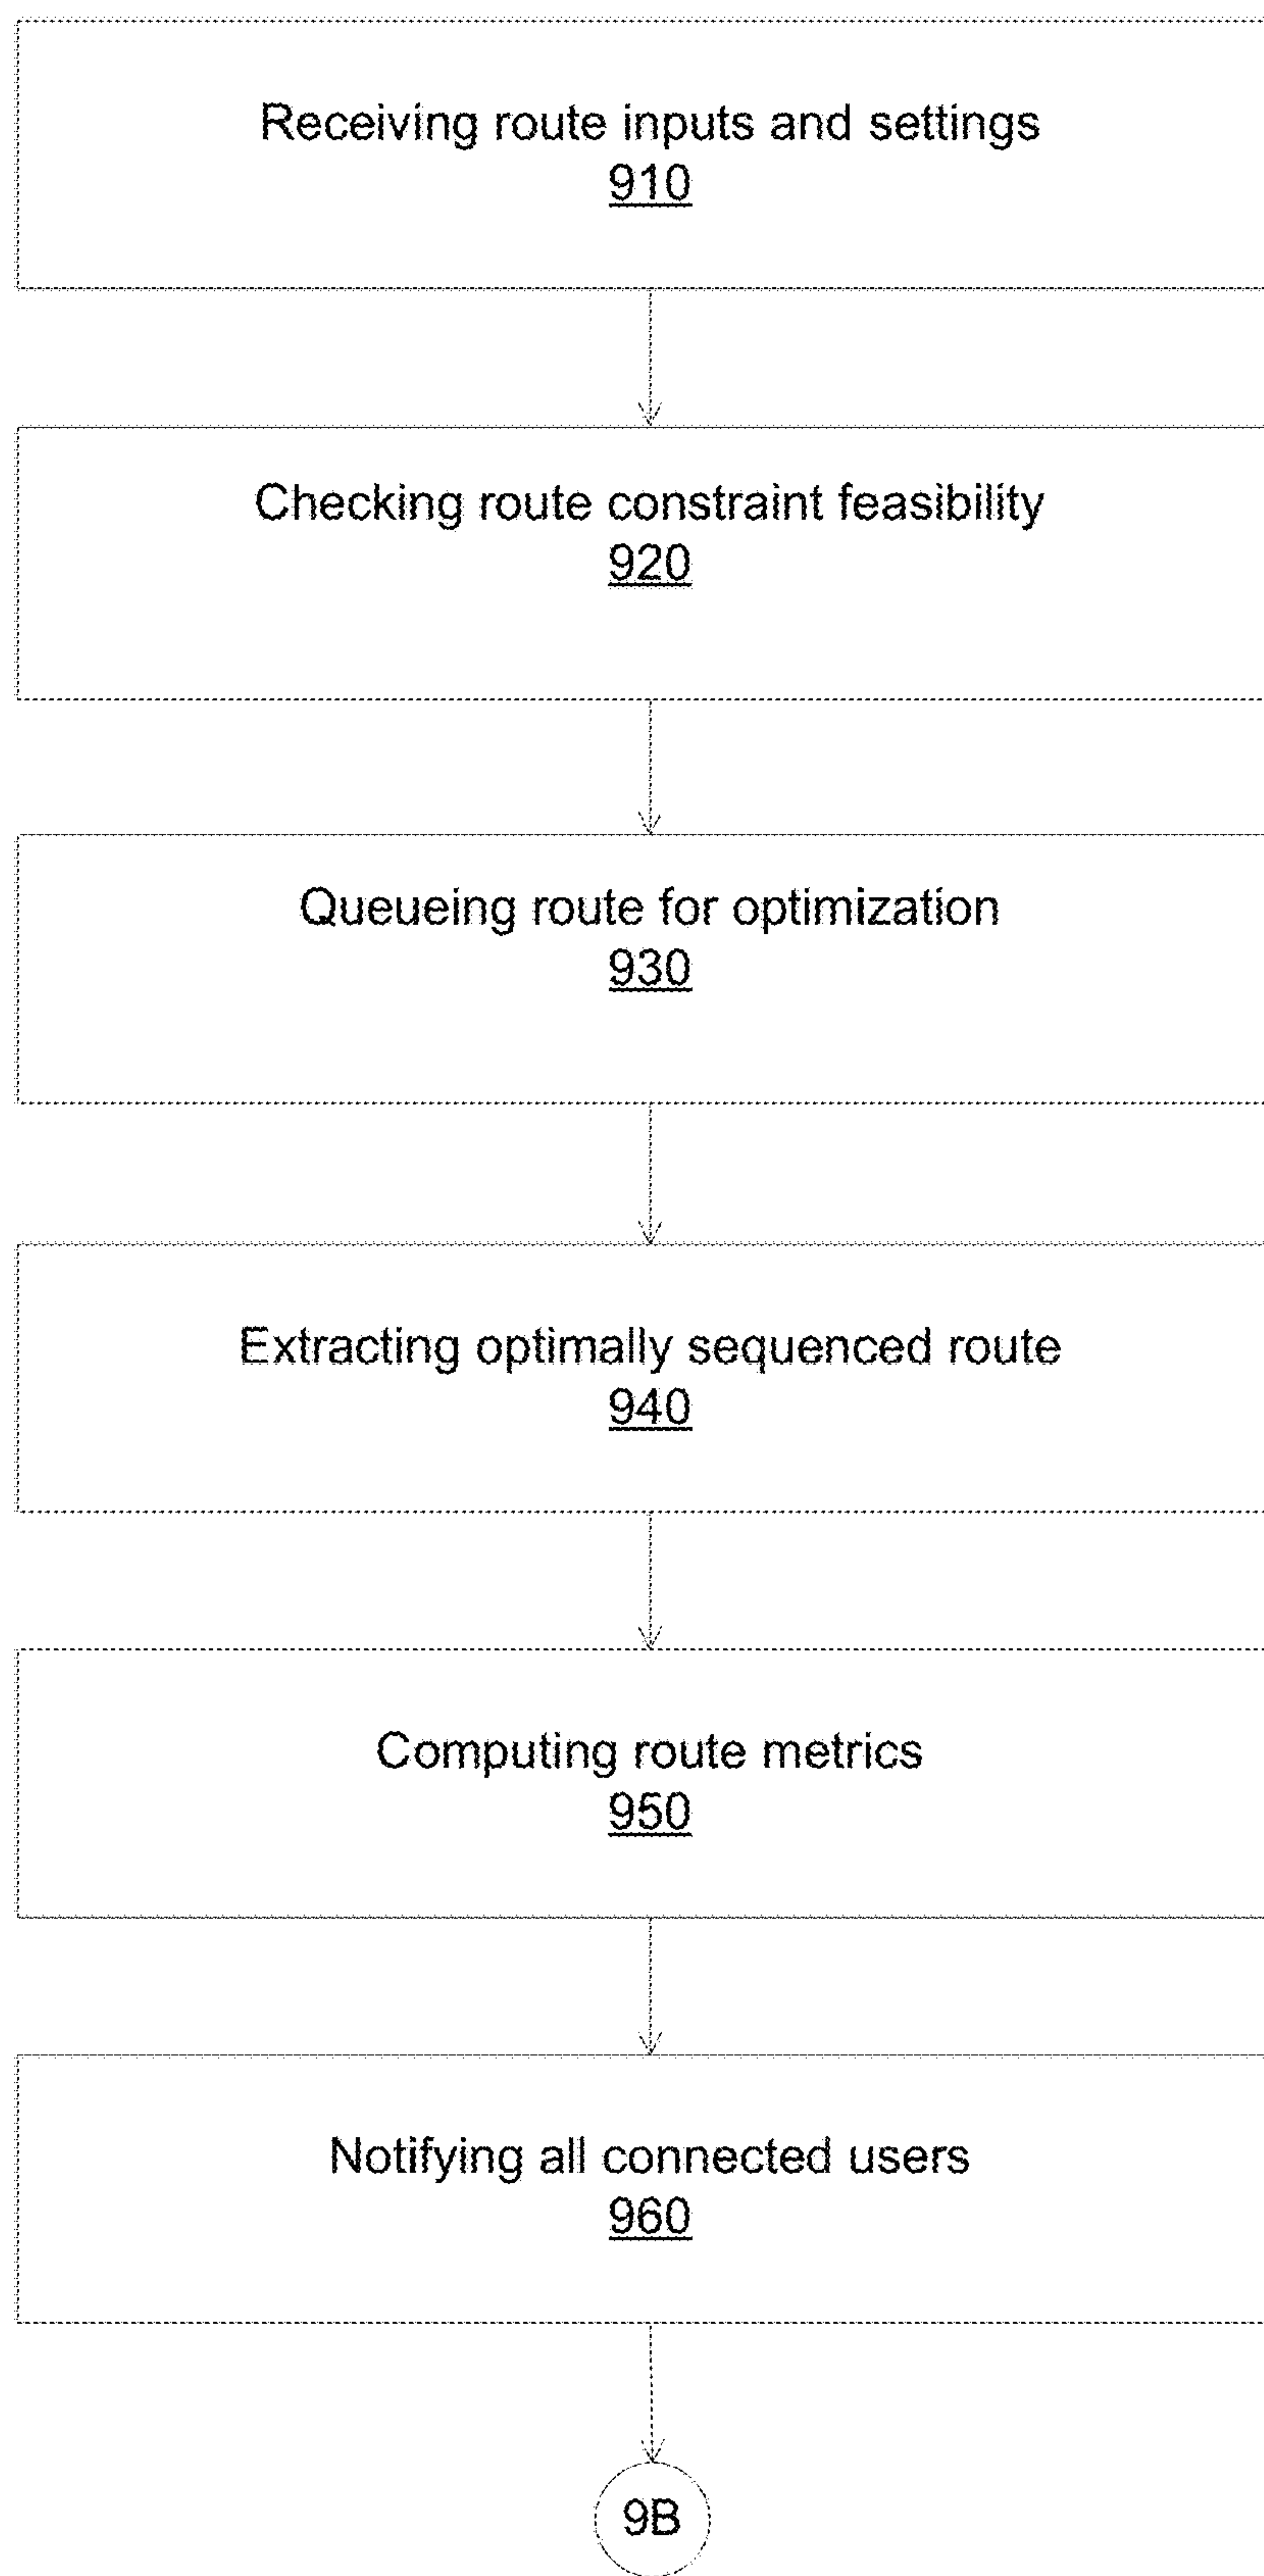 Receiving route inputs and settings
910
Checking route constraint feasibility
920
Queueing route for optimization
930
Extracting optimally sequenced route
940
Computing route metrics
950
Notifying all connected users
960
9B